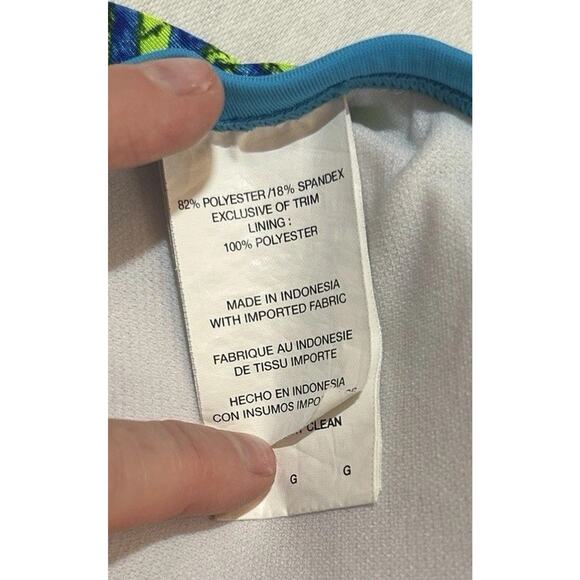 82% POLYESTER/18% SPANDEX
EXCLUSIVE OF TRIM
LINING :
100% POLYESTER
MADE IN INDONESIA
WITH IMPORTED FABRIC
FABRIQUE AU INDONESIE
DE TISSU IMPORTE
HECHO EN INDONESIA
CON INSUMOS
CLEAN
G G